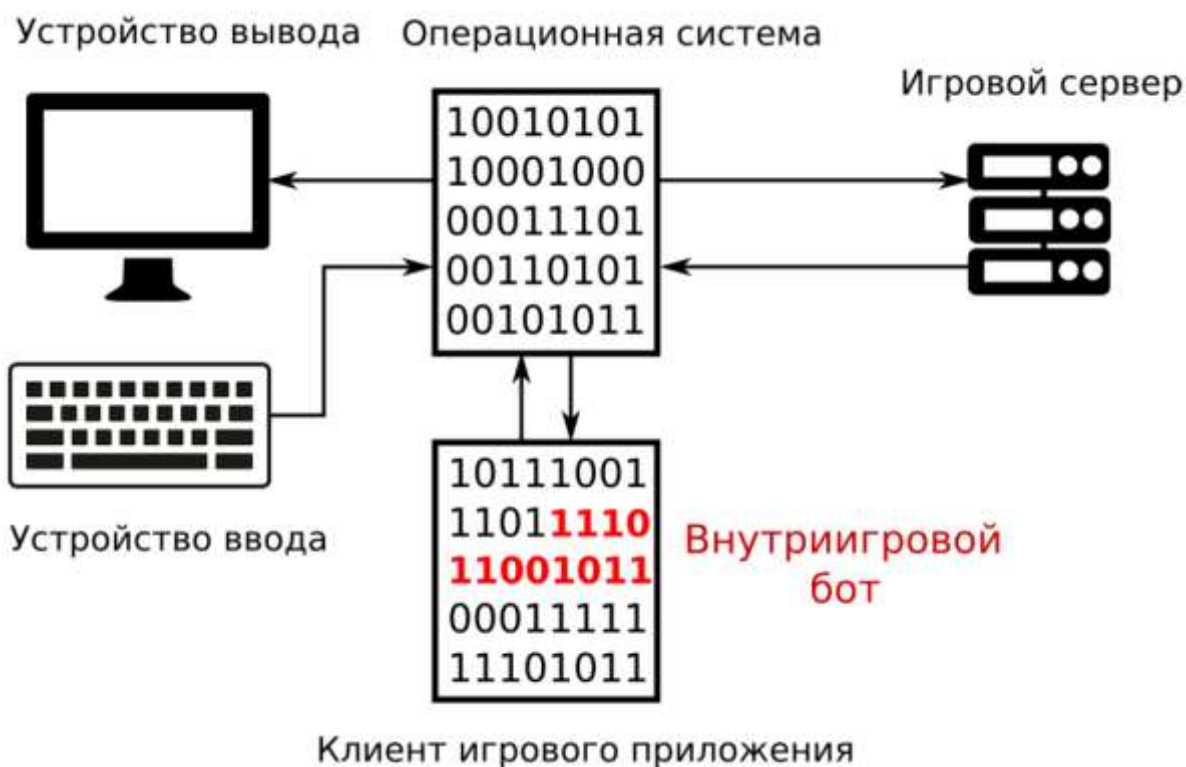 Устройство вывода
Операционная система
Игровой сервер
10010101
10001000
00011101
00110101
00101011
Устройство ввода
10111001
11011110
11001011
00011111
11101011
Внутриигровой
бот
Клиент игрового приложения